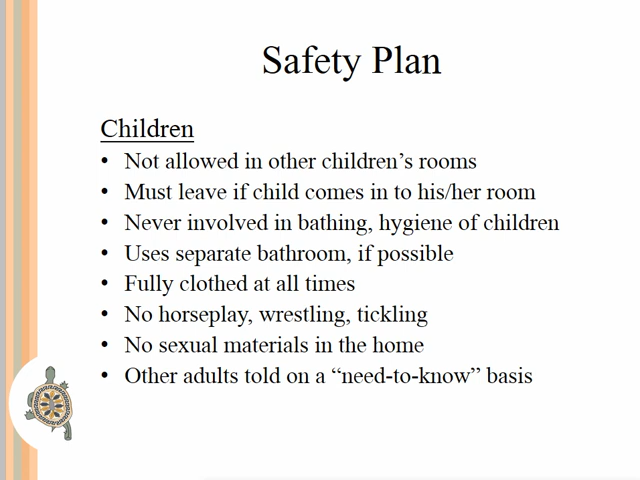 Safety Plan
Children
• Not allowed in other children’s rooms
• Must leave if child comes in to his/her room
• Never involved in bathing, hygiene of children
• Uses separate bathroom, if possible
• Fully clothed at all times
• No horseplay, wrestling, tickling
• No sexual materials in the home
• Other adults told on a “need-to-know” basis